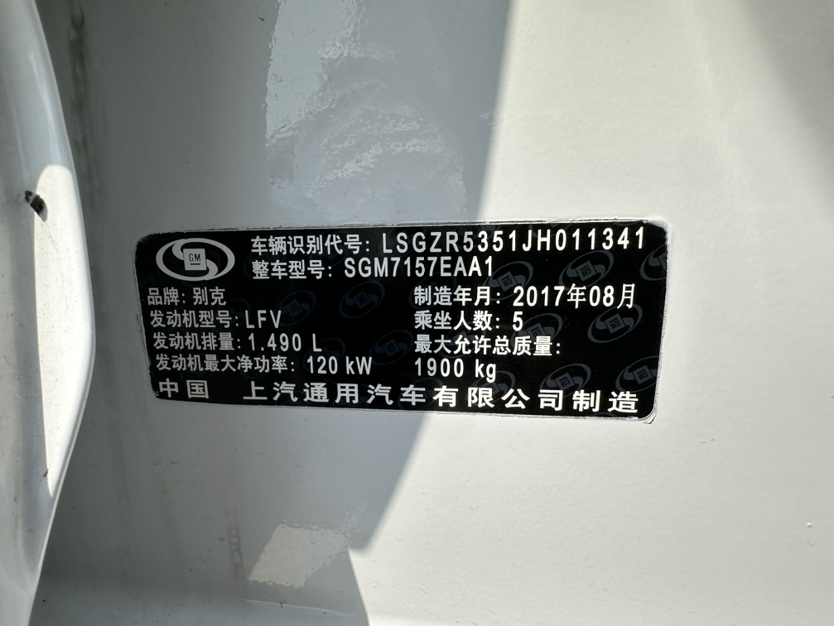 GM
车辆识别代号: LSGZR5351JH011341
整车型号: SGM7157EAA1
品牌: 别克
制造年月: 2017年08月
发动机型号: LFV
乘坐人数: 5
发动机排量: 1.490 L
最大允许总质量:
发动机最大净功率: 120 kW
1900 kg
中国 上汽通用汽车有限公司制造